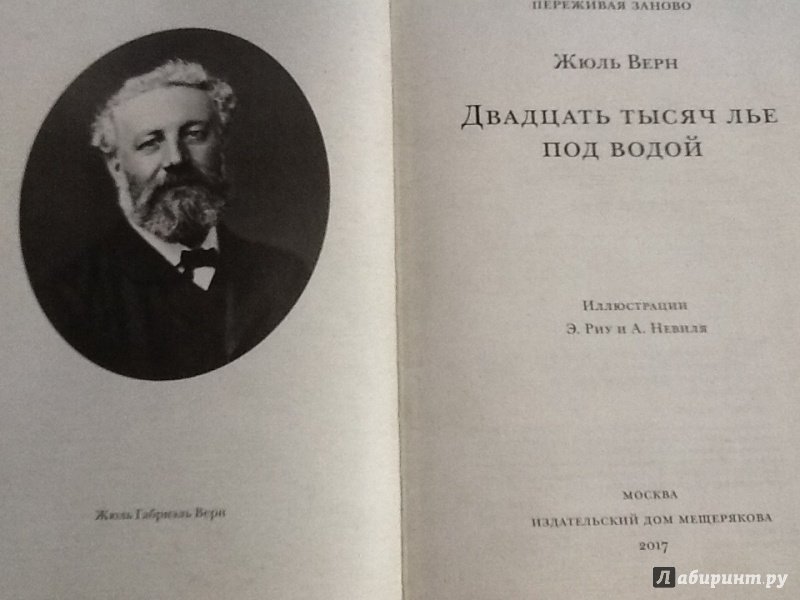 Жюль Габриэль Верн
ПЕРЕЖИВАЯ ЗАНОВО
Жюль Верн
Двадцать тысяч лье
под водой
Иллюстрации
Э. Риу и А. Невиля
МОСКВА
ИЗДАТЕЛЬСКИЙ ДОМ МЕЩЕРЯКОВА
2017
Лабиринт.ру